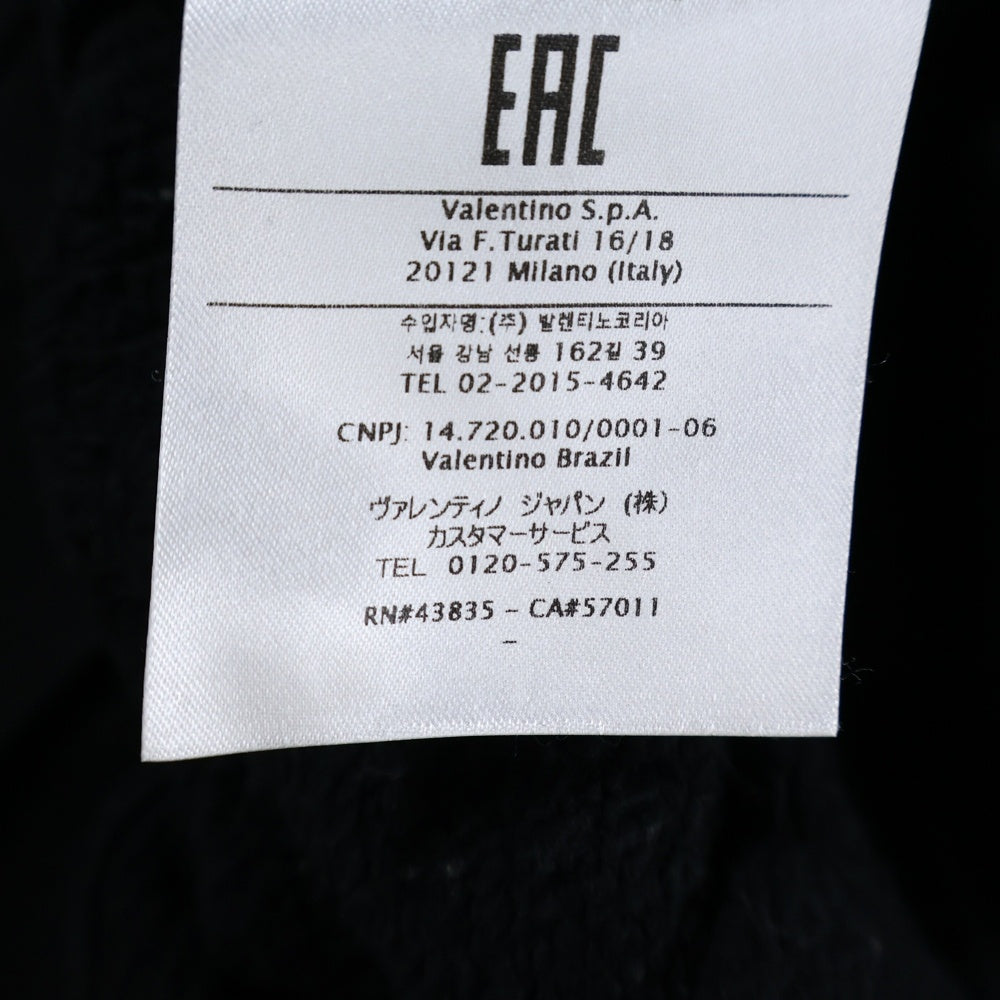 EAC
Valentino S.p.A.
Via F. Turati 16/18
20121 Milano (Italy)
수입자명:(주) 발렌티노코리아
서울 강남 선릉 162길 39
TEL 02-2015-4642
CNPJ: 14.720.010/0001-06
Valentino Brazil
ヴァレンティノ ジャパン (株)
カスタマーサービス
TEL 0120-575-255
RN#43835 - CA#57011
-